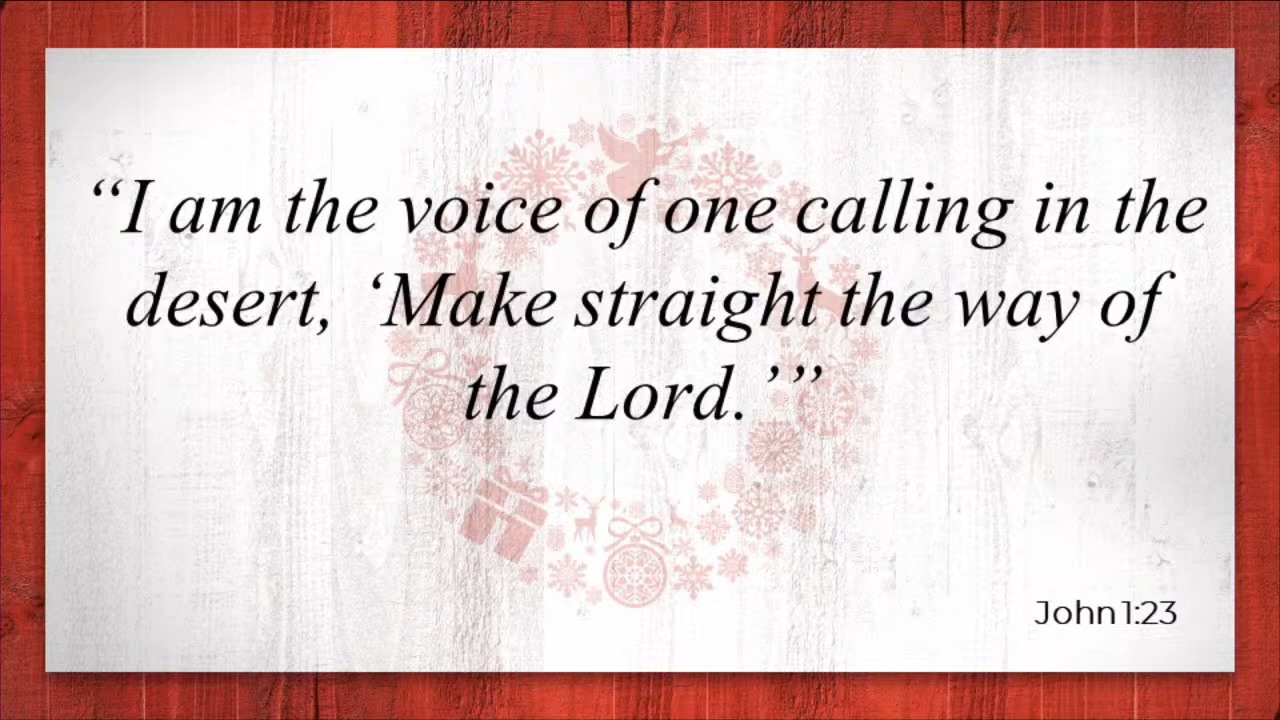 “I am the voice of one calling in the
desert, ‘Make straight the way of
the Lord.’”
John 1:23